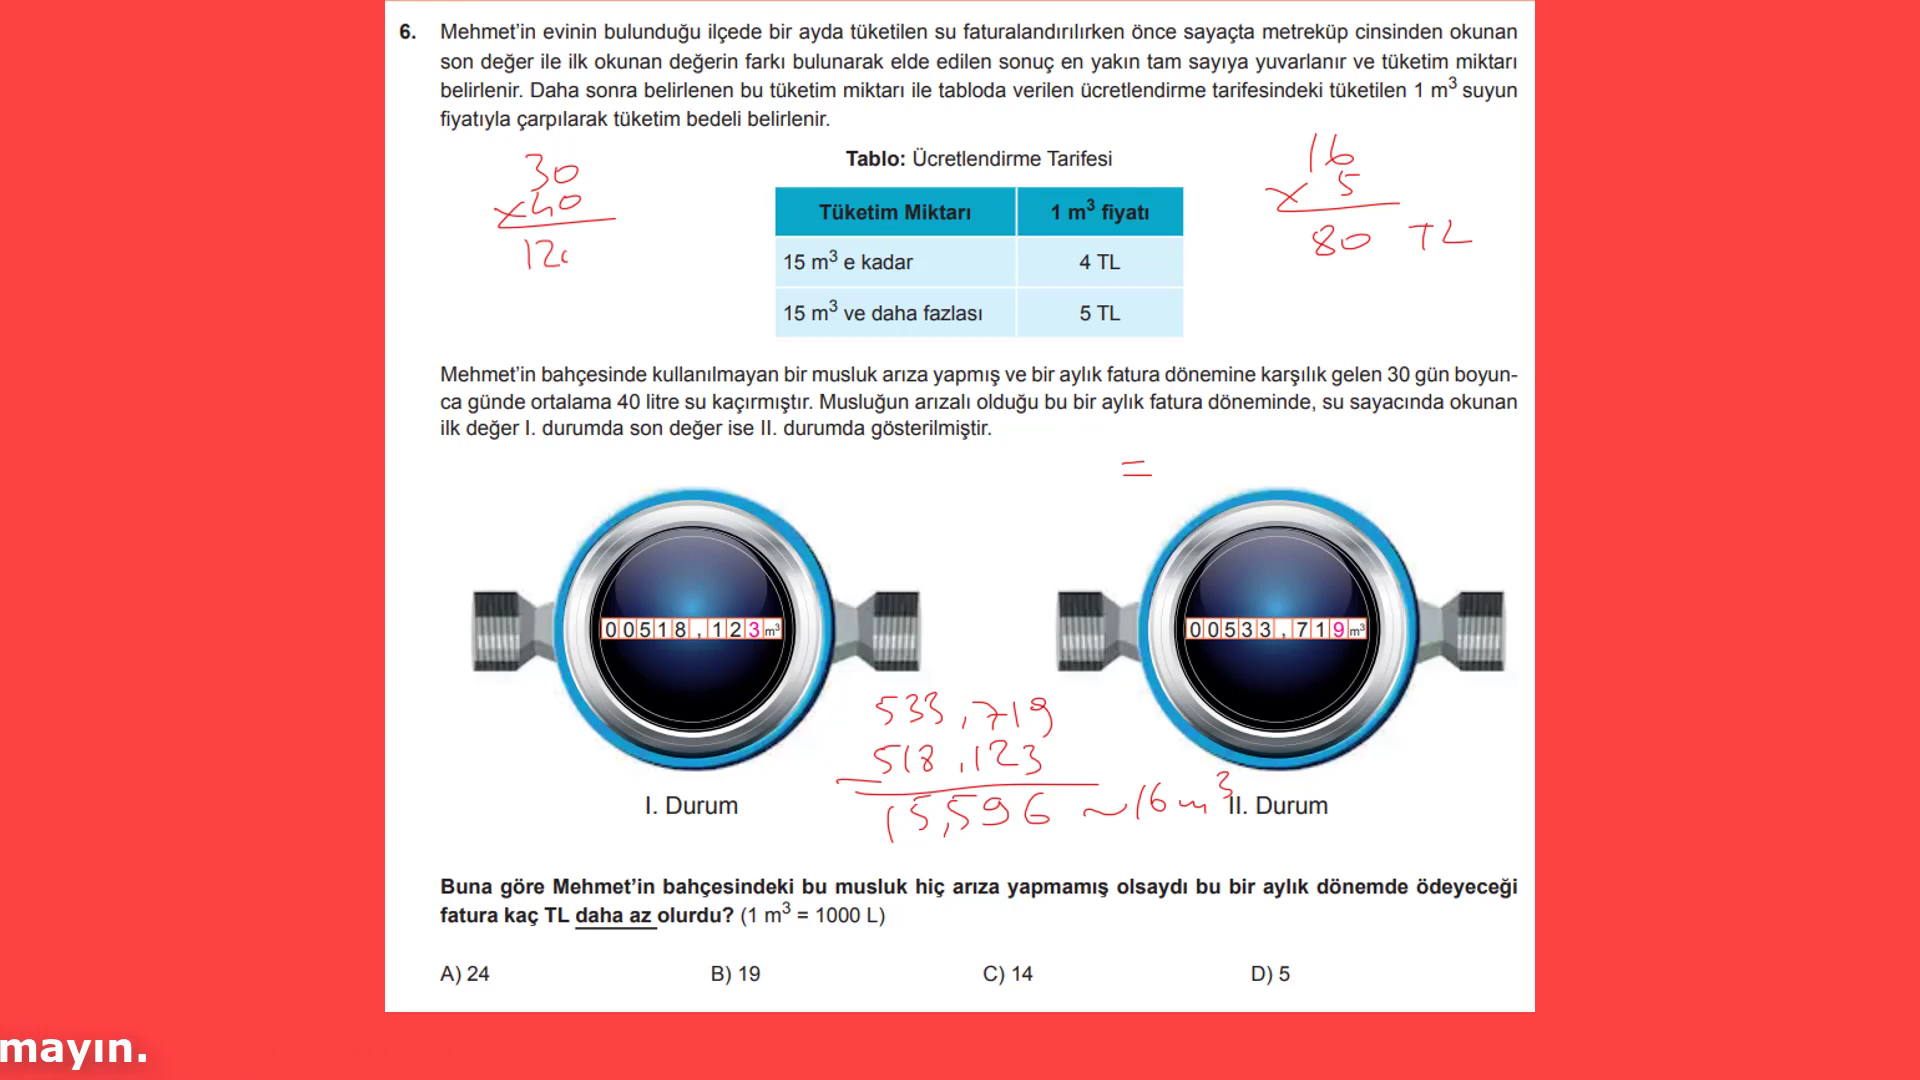 6. Mehmet'in evinin bulunduğu ilçede bir ayda tüketilen su faturalandırılırken önce sayaçta metreküp cinsinden okunan
son değer ile ilk okunan değerin farkı bulunarak elde edilen sonuç en yakın tam sayıya yuvarlanır ve tüketim miktarı
belirlenir. Daha sonra belirlenen bu tüketim miktarı ile tabloda verilen ücretlendirme tarifesindeki tüketilen 1 m³ suyun
fiyatıyla çarpılarak tüketim bedeli belirlenir.
30
x40
120
Tablo: Ücretlendirme Tarifesi
Tüketim Miktarı 1 m³ fiyatı
15 m³ e kadar 4 TL
15 m³ ve daha fazlası 5 TL
16
x 5
80 TL
Mehmet'in bahçesinde kullanılmayan bir musluk arıza yapmış ve bir aylık fatura dönemine karşılık gelen 30 gün boyun-
ca günde ortalama 40 litre su kaçırmıştır. Musluğun arızalı olduğu bu bir aylık fatura döneminde, su sayacında okunan
ilk değer I. durumda son değer ise II. durumda gösterilmiştir.
=
00518,123 m³
00533,719 m³
533,719
518,123
15,596 ~16 m³
I. Durum
II. Durum
Buna göre Mehmet'in bahçesindeki bu musluk hiç arıza yapmamış olsaydı bu bir aylık dönemde ödeyeceği
fatura kaç TL daha az olurdu? (1 m³ = 1000 L)
A) 24 B) 19 C) 14 D) 5
mayın.